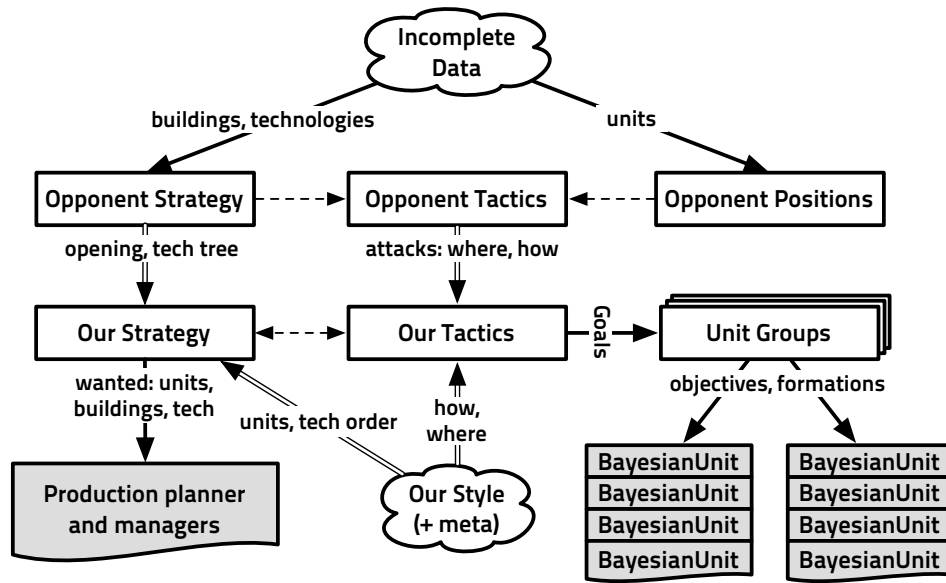 Incomplete
Data
buildings, technologies
units
Opponent Strategy
Opponent Tactics
Opponent Positions
opening, tech tree
attacks: where, how
Our Strategy
Our Tactics
Goals
Unit Groups
wanted: units,
buildings, tech
units, tech order
how,
where
objectives, formations
Production planner
and managers
Our Style
(+ meta)
BayesianUnit
BayesianUnit
BayesianUnit
BayesianUnit
BayesianUnit
BayesianUnit
BayesianUnit
BayesianUnit